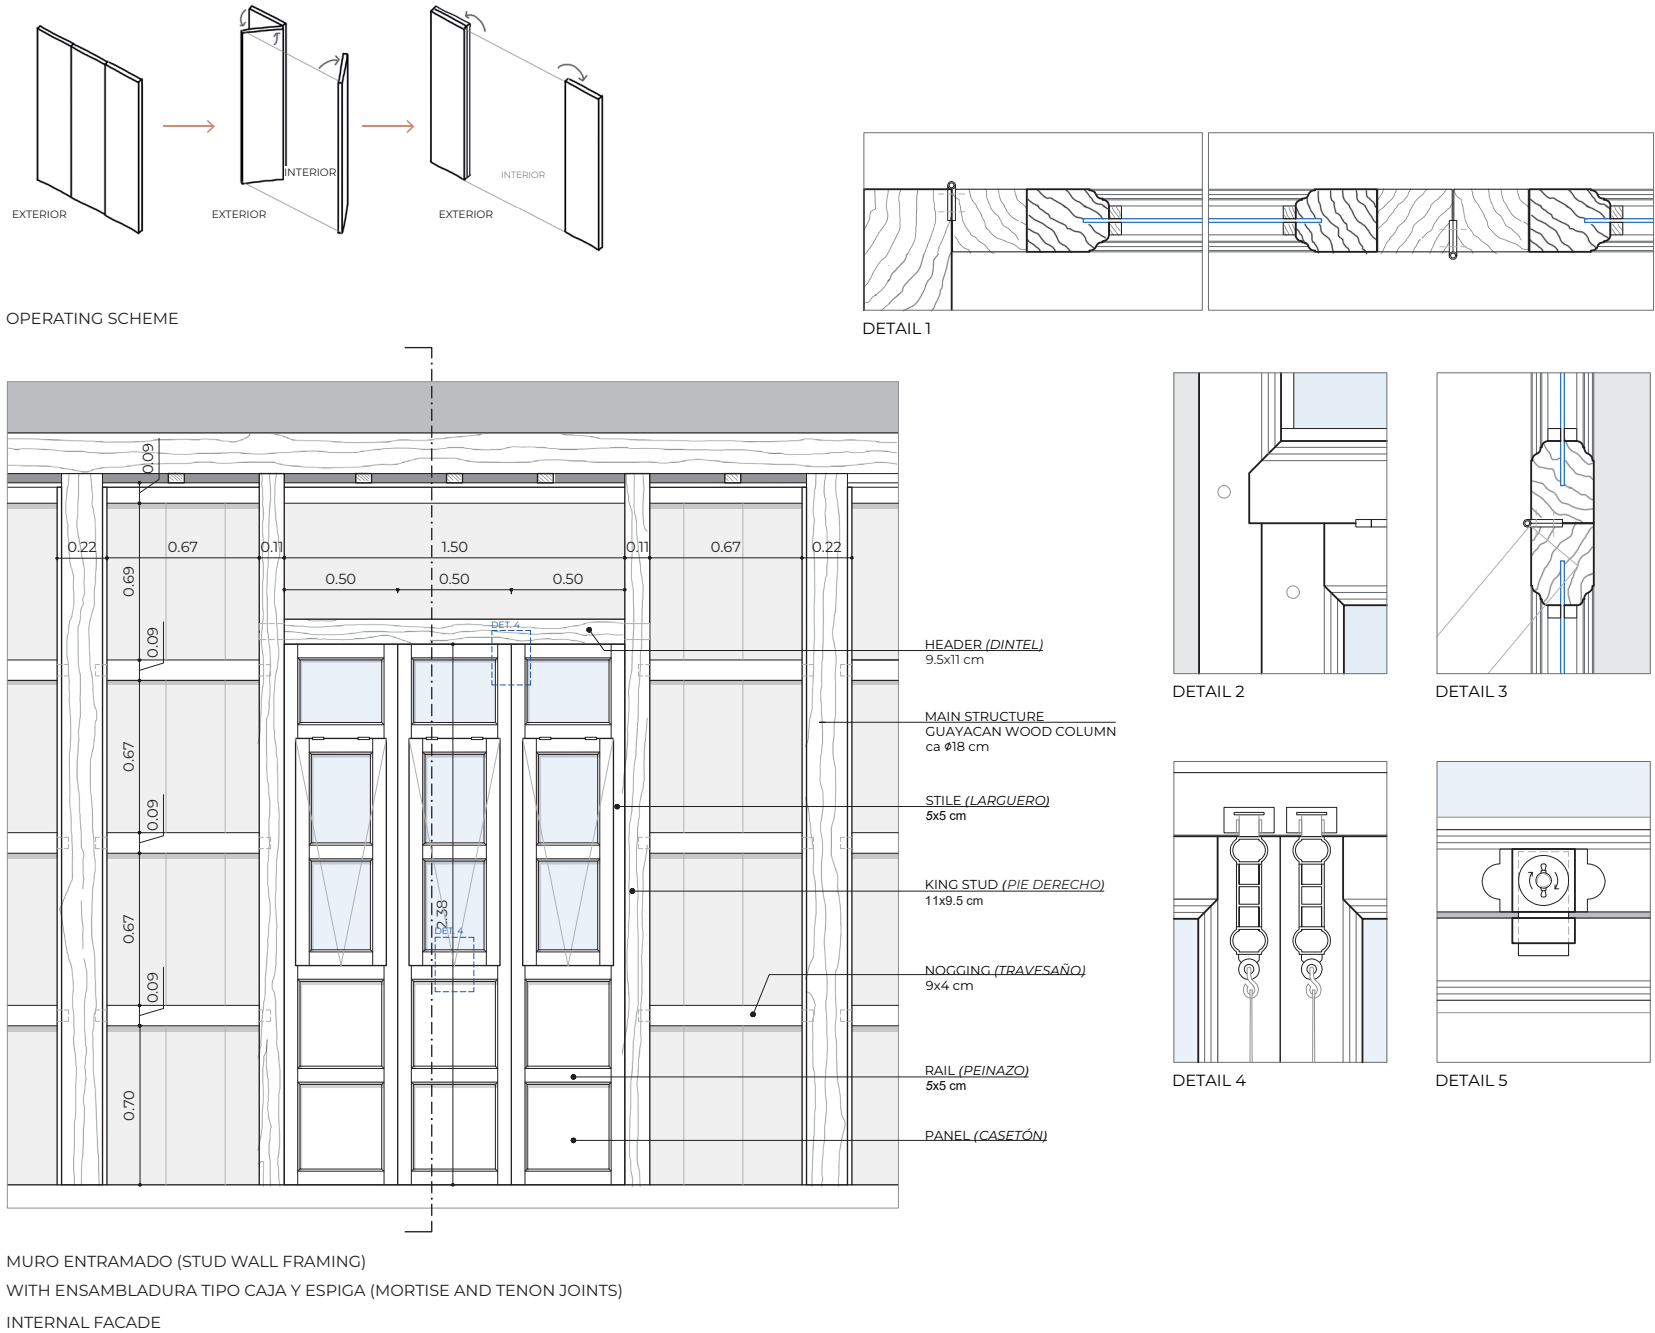 EXTERIOR
INTERIOR
EXTERIOR
INTERIOR
EXTERIOR
OPERATING SCHEME
DETAIL 1
0.09
0.22
0.67
0.11
1.50
0.11
0.67
0.22
0.50
0.50
0.50
0.69
0.09
0.67
0.09
0.67
0.09
0.70
2.38
DET. 4
DET. 4
HEADER (DINTEL)
9.5x11 cm
MAIN STRUCTURE
GUAYACAN WOOD COLUMN
ca ø18 cm
STILE (LARGUERO)
5x5 cm
KING STUD (PIE DERECHO)
11x9.5 cm
NOGGING (TRAVESAÑO)
9x4 cm
RAIL (PEINAZO)
5x5 cm
PANEL (CASETÓN)
DETAIL 2
DETAIL 3
DETAIL 4
DETAIL 5
MURO ENTRAMADO (STUD WALL FRAMING)
WITH ENSAMBLADURA TIPO CAJA Y ESPIGA (MORTISE AND TENON JOINTS)
INTERNAL FACADE